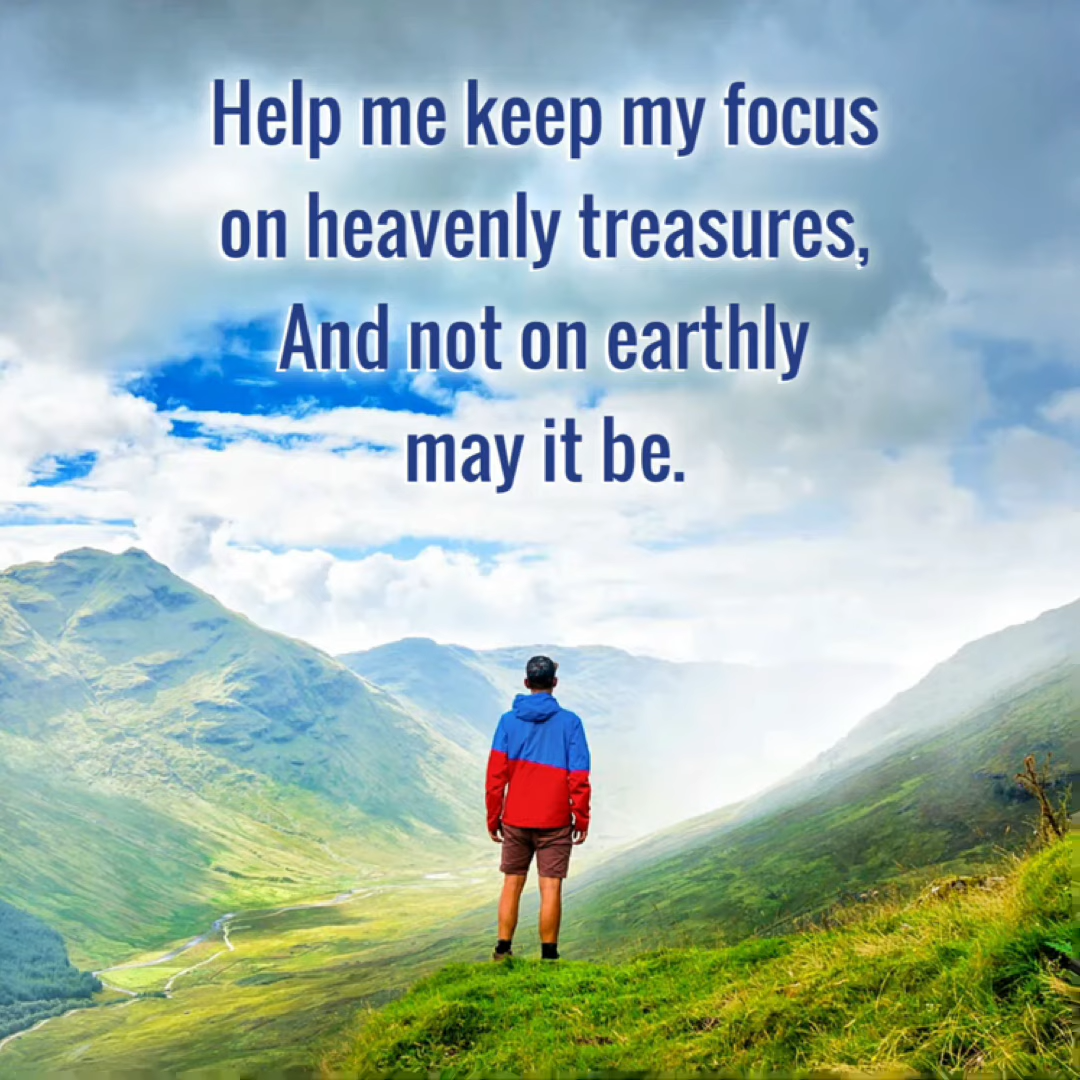 Help me keep my focus
on heavenly treasures,
And not on earthly
may it be.